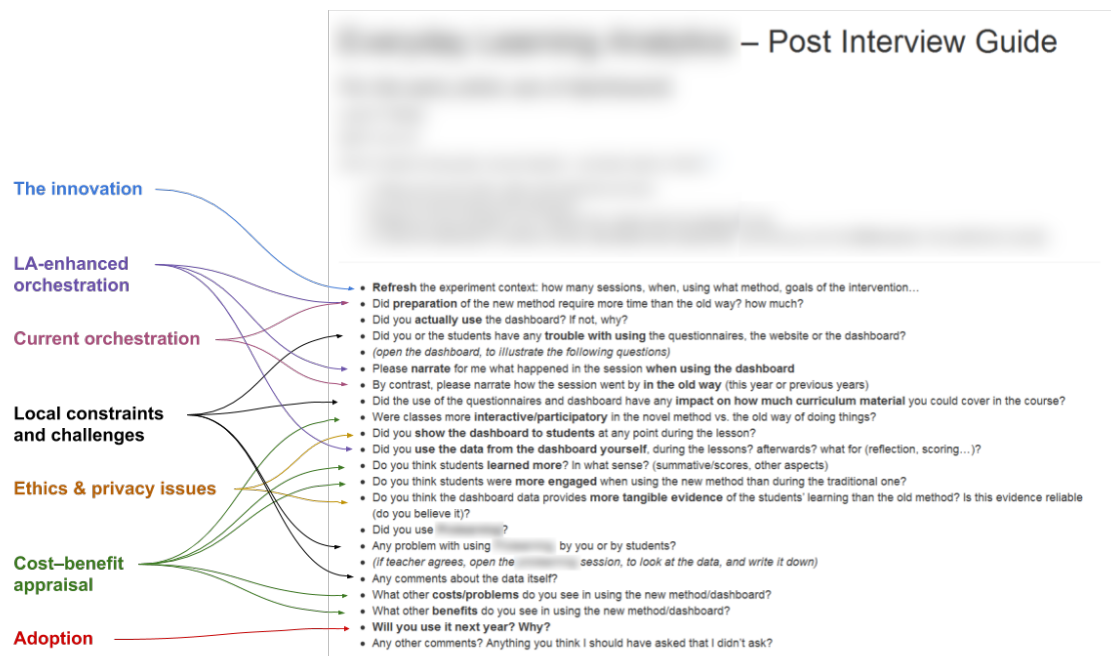 – Post Interview Guide
The innovation
LA-enhanced
orchestration
Current orchestration
Local constraints
and challenges
Ethics & privacy issues
Cost–benefit
appraisal
Adoption
• Refresh the experiment context: how many sessions, when, using what method, goals of the intervention…
• Did preparation of the new method require more time than the old way? how much?
• Did you actually use the dashboard? If not, why?
• Did you or the students have any trouble with using the questionnaires, the website or the dashboard?
• (open the dashboard, to illustrate the following questions)
• Please narrate for me what happened in the session when using the dashboard
• By contrast, please narrate how the session went by in the old way (this year or previous years)
• Did the use of the questionnaires and dashboard have any impact on how much curriculum material you could cover in the course?
• Were classes more interactive/participatory in the novel method vs. the old way of doing things?
• Did you show the dashboard to students at any point during the lesson?
• Did you use the data from the dashboard yourself, during the lessons? afterwards? what for (reflection, scoring…)?
• Do you think students learned more? In what sense? (summative/scores, other aspects)
• Do you think students were more engaged when using the new method than during the traditional one?
• Do you think the dashboard data provides more tangible evidence of the students' learning than the old method? Is this evidence reliable
(do you believe it)?
• Did you use ?
• Any problem with using by you or by students?
• (if teacher agrees, open the session, to look at the data, and write it down)
• Any comments about the data itself?
• What other costs/problems do you see in using the new method/dashboard?
• What other benefits do you see in using the new method/dashboard?
• Will you use it next year? Why?
• Any other comments? Anything you think I should have asked that I didn't ask?